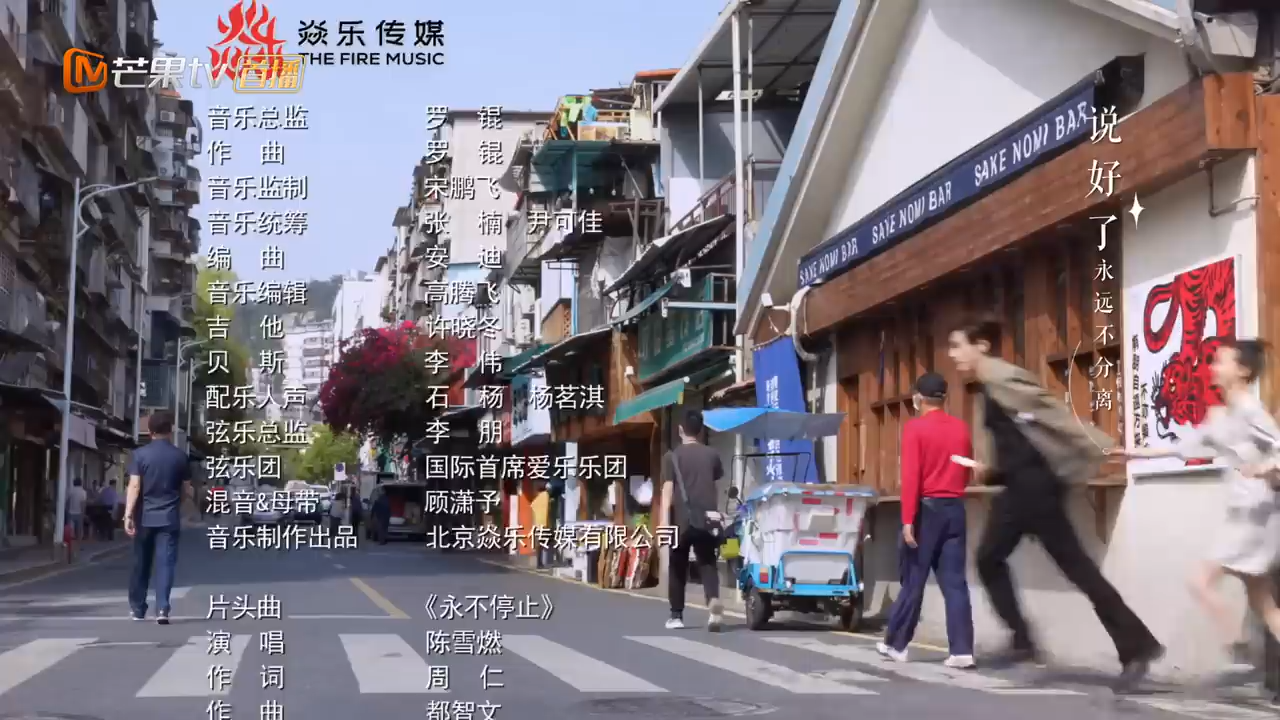 焱乐传媒
THE FIRE MUSIC
芒果tv 首播
音乐总监 罗 锟
作 曲 罗 锟
音乐监制 宋鹏飞
音乐统筹 张 楠 尹可佳
编 曲 安 迪
音乐编辑 高腾飞
吉 他 许晓冬
贝 斯 李 伟
配乐人声 石 杨 杨茗淇
弦乐总监 李 朋
弦乐团 国际首席爱乐乐团
混音&母带 顾潇予
音乐制作出品 北京焱乐传媒有限公司
片头曲 《永不停止》
演 唱 陈雪燃
作 词 周 仁
作 曲 都智文
说好了永远不分离
SAKE NOMI BAR SAKE NOMI BAR SAKE NOMI BAR